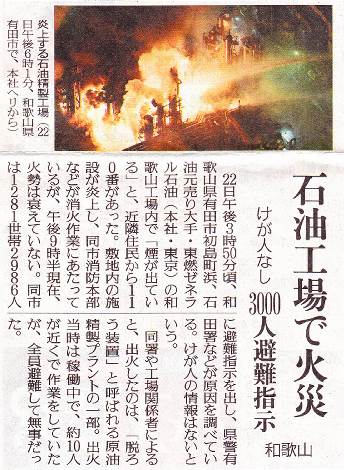 石油工場で火災
けが人なし 3000人避難指示
和歌山
炎上する石油精製工場（22
日午後6時1分、和歌山県
有田市で、本社ヘリから）
22日午後3時50分頃、和
歌山県有田市初島町浜、石
油元売り大手・東燃ゼネラ
ル石油（本社・東京）の和
歌山工場内で「煙が出てい
る」と、近隣住民から11
0番があった。敷地内の施
設が炎上し、同市消防本部
などが消火作業にあたって
いるが、午後9時半現在、
火勢は衰えていない。同市
は1281世帯2986人
に避難指示を出し、県警有
田署などが原因を調べてい
る。けが人の情報はないと
いう。
同署や工場関係者による
と、出火したのは、「脱ろ
う装置」と呼ばれる原油
精製プラントの一部。出火
当時は稼働中で、約10人
が近くで作業をしていた
が、全員避難して無事だっ
た。